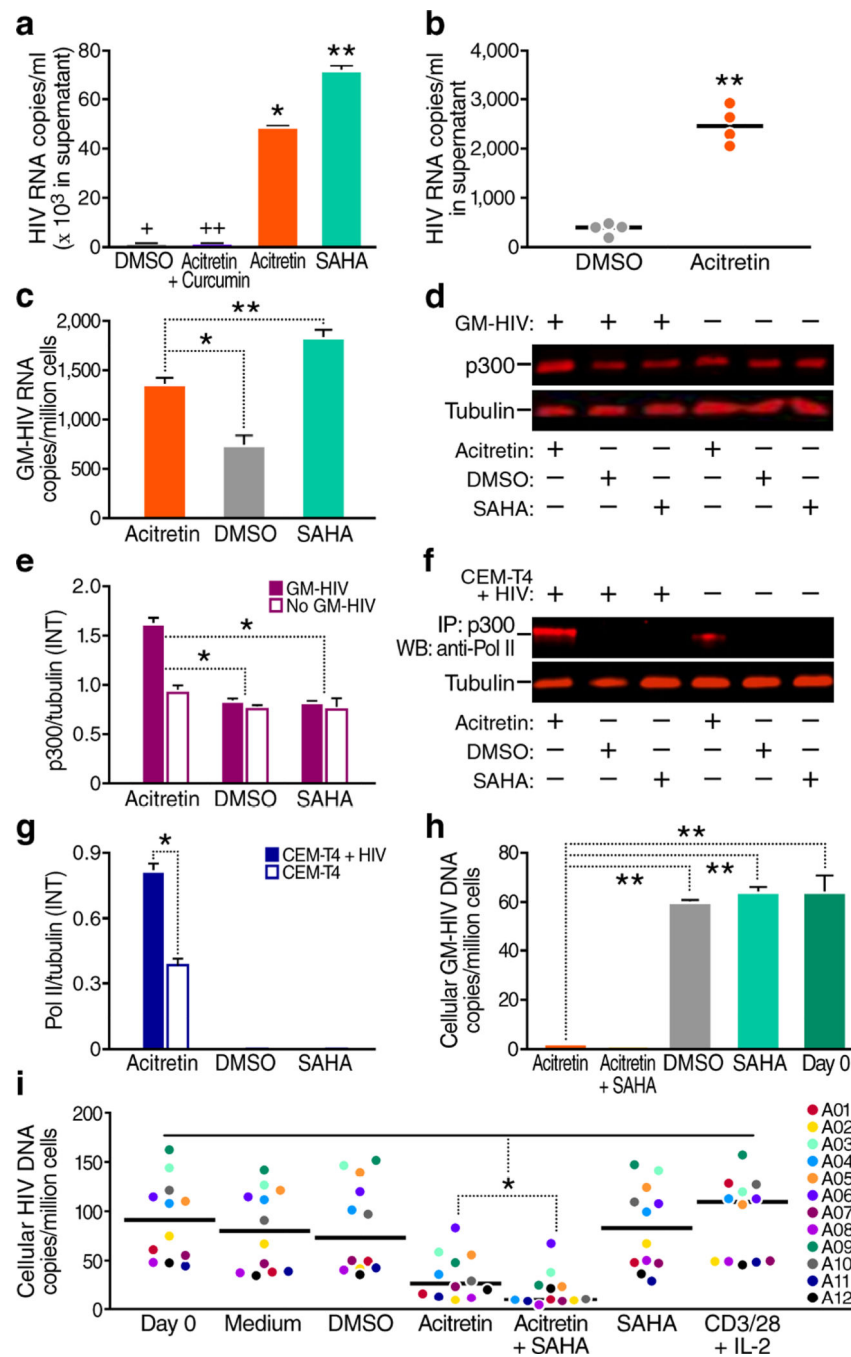 a
HIV RNA copies/ml
(x 10³ in supernatant)
80
60
40
20
0
+
++
*
**
DMSO
Acitretin
+ Curcumin
Acitretin
SAHA
b
HIV RNA copies/ml
in supernatant
4,000
3,000
2,000
1,000
0
**
DMSO
Acitretin
c
GM-HIV RNA
copies/million cells
2,000
1,500
1,000
500
0
**
*
Acitretin
DMSO
SAHA
d
GM-HIV: + + + – – –
p300
Tubulin
Acitretin: + – – + – –
DMSO: – + – – + –
SAHA: – – + – – +
e
p300/tubulin (INT)
2.0
1.5
1.0
0.5
0
GM-HIV
No GM-HIV
*
*
Acitretin
DMSO
SAHA
f
CEM-T4
+ HIV: + + + – – –
IP: p300
WB: anti-Pol II
Tubulin
Acitretin: + – – + – –
DMSO: – + – – + –
SAHA: – – + – – +
g
Pol II/tubulin (INT)
0.9
0.6
0.3
0
*
CEM-T4 + HIV
CEM-T4
Acitretin
DMSO
SAHA
h
Cellular GM-HIV DNA
copies/million cells
80
60
40
20
0
**
**
**
Acitretin
Acitretin
+ SAHA
DMSO
SAHA
Day 0
i
Cellular HIV DNA
copies/million cells
200
150
100
50
0
*
Day 0
Medium
DMSO
Acitretin
Acitretin
+ SAHA
SAHA
CD3/28
+ IL-2
A01
A02
A03
A04
A05
A06
A07
A08
A09
A10
A11
A12